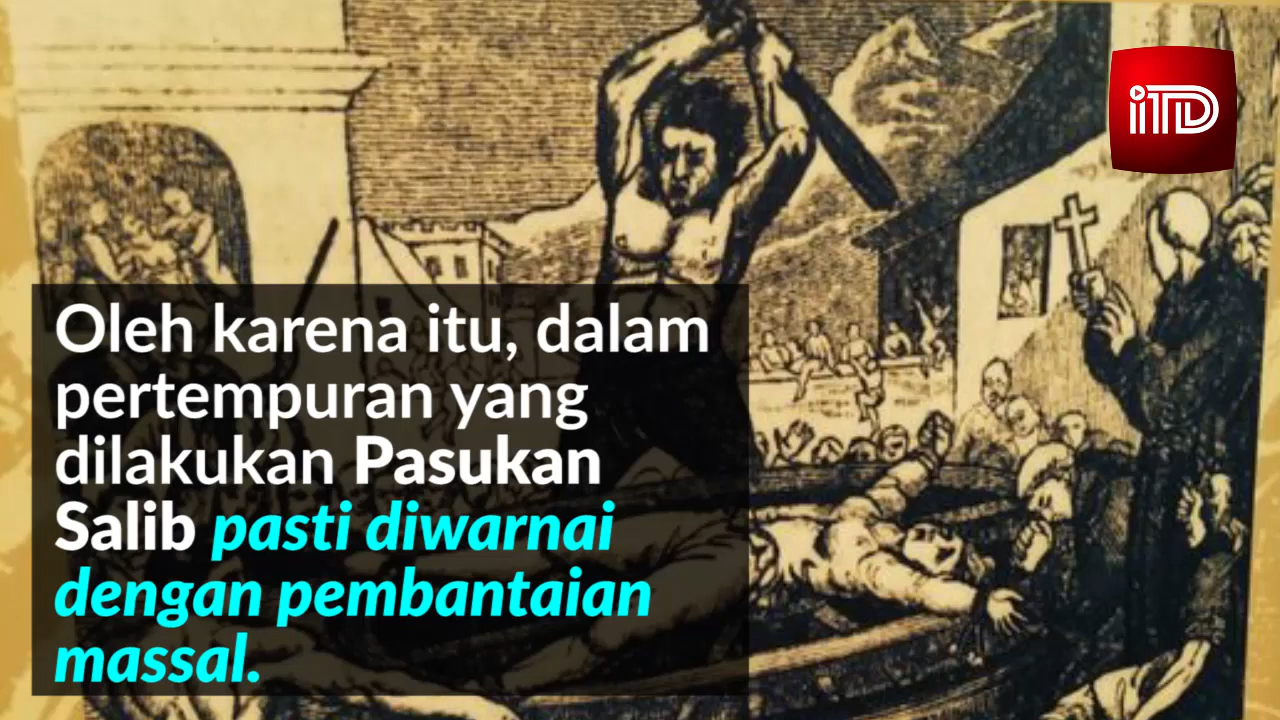 iTD
Oleh karena itu, dalam
pertempuran yang
dilakukan Pasukan
Salib pasti diwarnai
dengan pembantaian
massal.